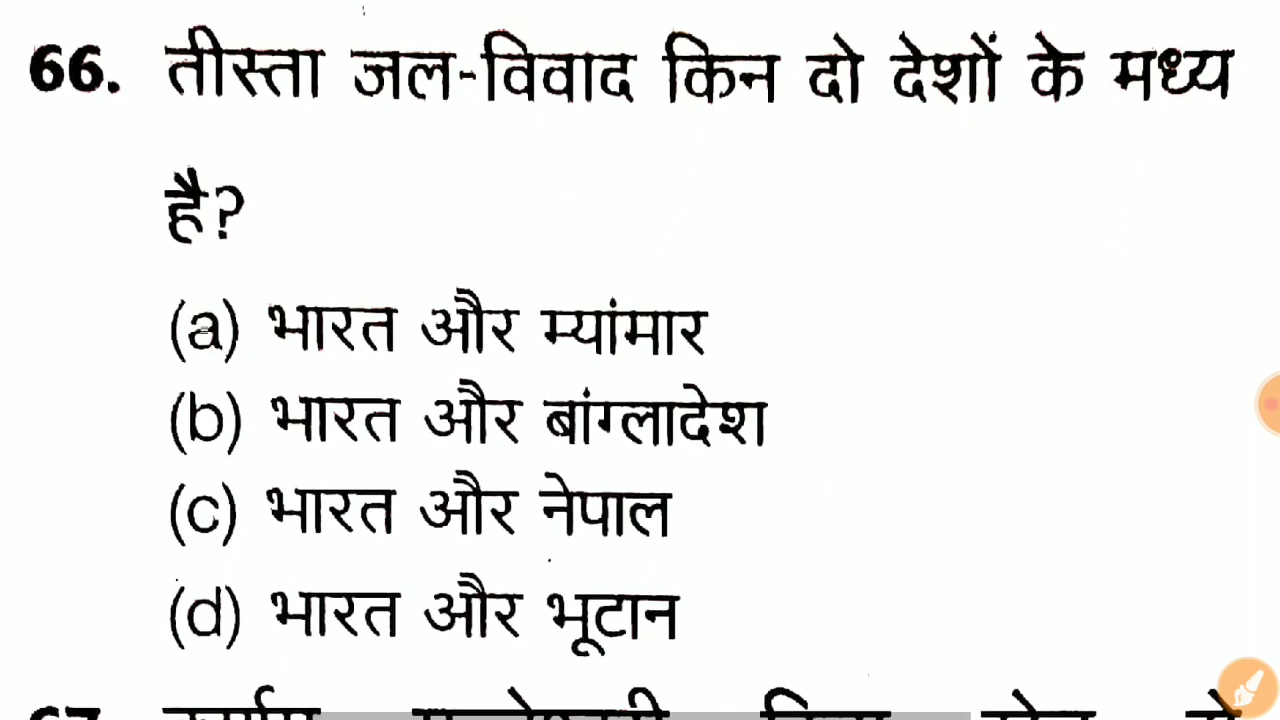 66. तीस्ता जल-विवाद किन दो देशों के मध्य
है?
(a) भारत और म्यांमार
(b) भारत और बांग्लादेश
(c) भारत और नेपाल
(d) भारत और भूटान